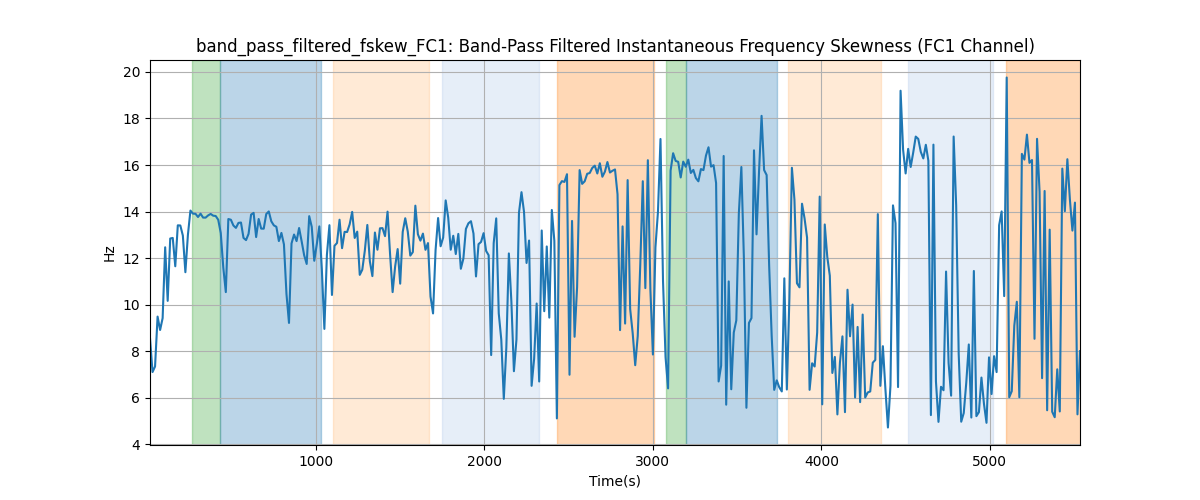 band_pass_filtered_fskew_FC1: Band-Pass Filtered Instantaneous Frequency Skewness (FC1 Channel)
20
18
16
14
12
10
8
6
4
Hz
1000 2000 3000 4000 5000
Time(s)